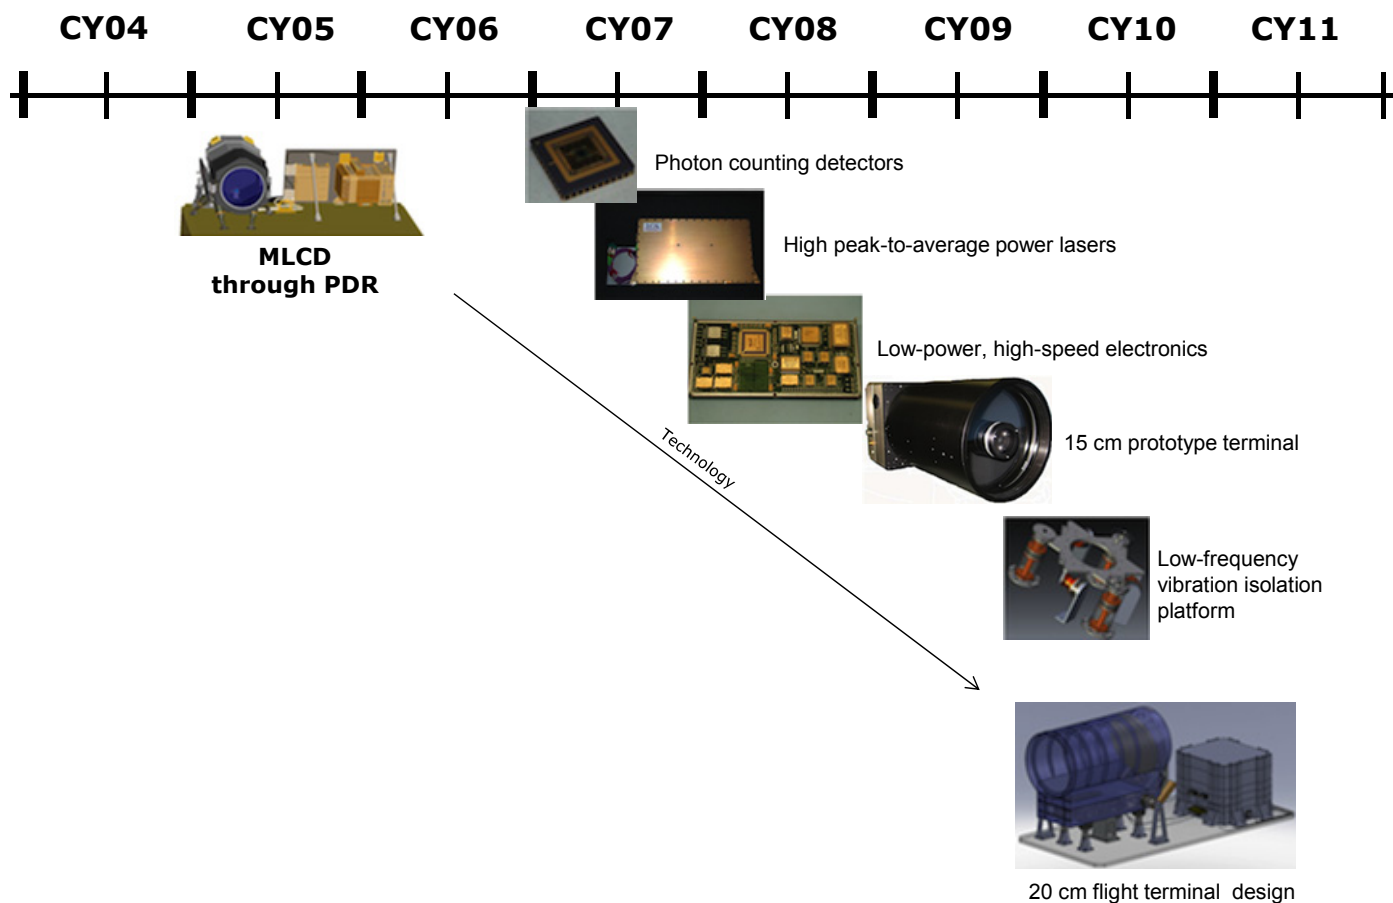 CY04 CY05 CY06 CY07 CY08 CY09 CY10 CY11
Photon counting detectors
MLCD
through PDR
High peak-to-average power lasers
Low-power, high-speed electronics
Technology
15 cm prototype terminal
Low-frequency
vibration isolation
platform
20 cm flight terminal design